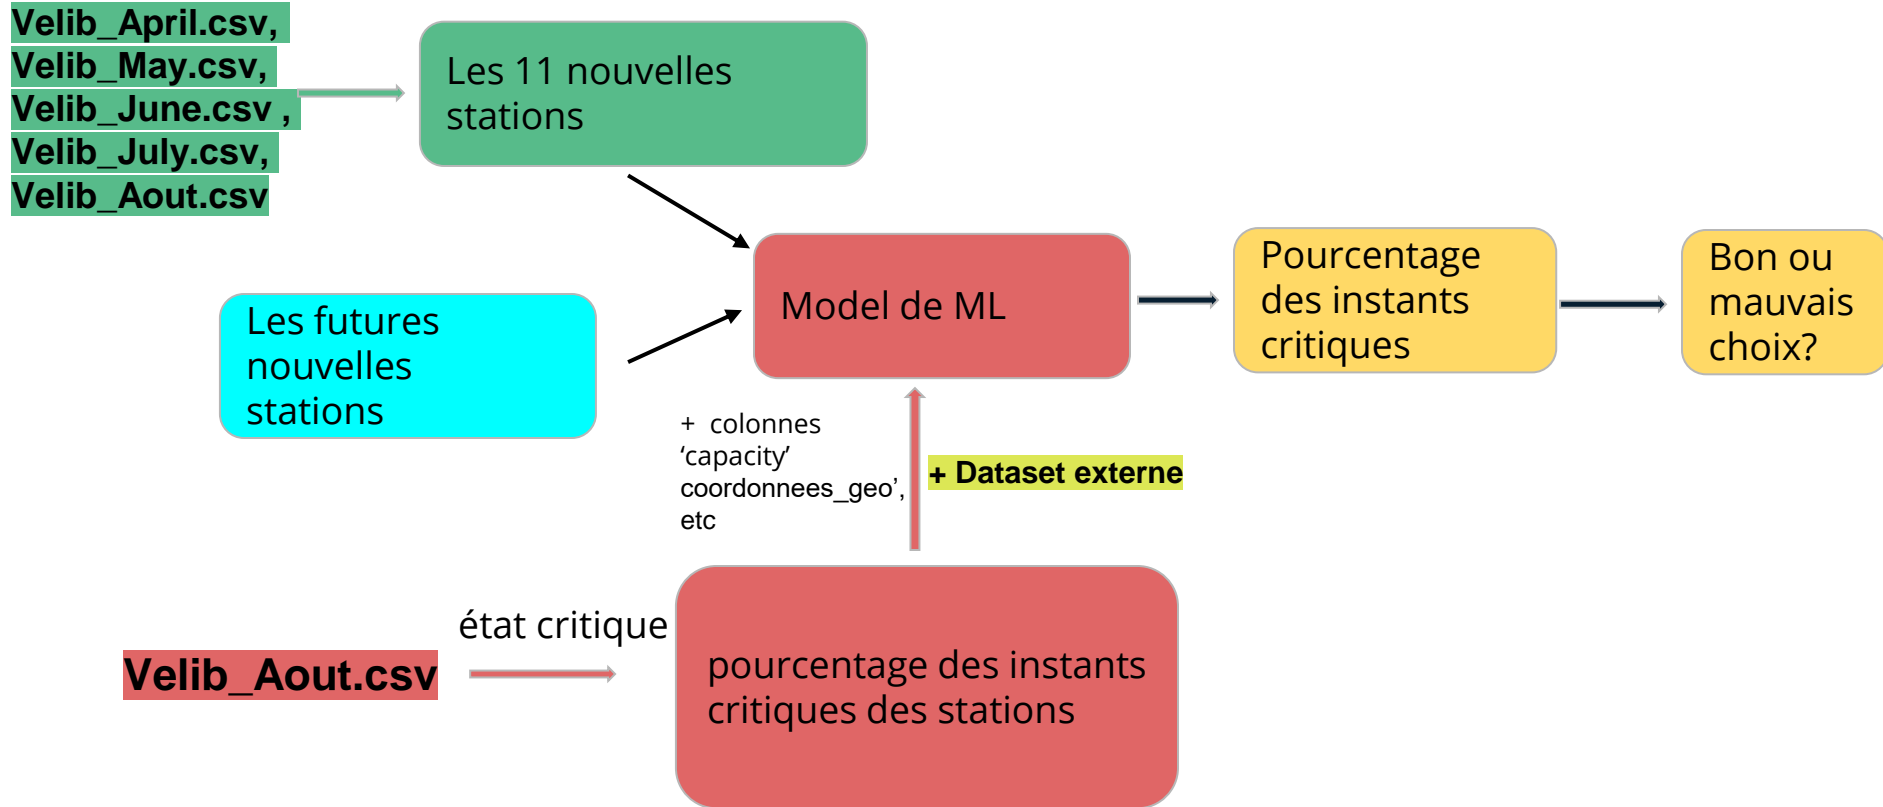 Velib_April.csv,
Velib_May.csv,
Velib_June.csv ,
Velib_July.csv,
Velib_Aout.csv
Les 11 nouvelles
stations
Les futures
nouvelles
stations
Model de ML
Pourcentage
des instants
critiques
Bon ou
mauvais
choix?
+ colonnes
‘capacity’
coordonnees_geo’,
etc
+ Dataset externe
état critique
Velib_Aout.csv
pourcentage des instants
critiques des stations